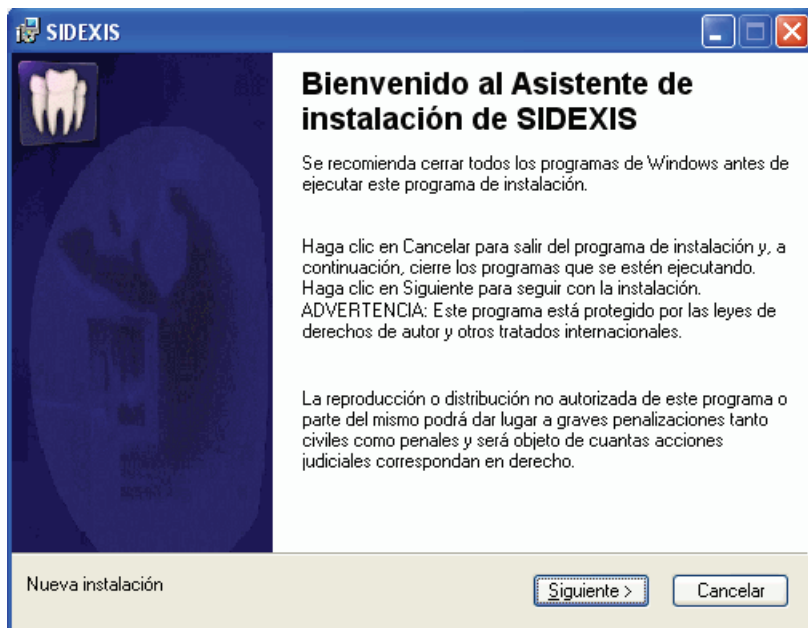 SIDEXIS
Bienvenido al Asistente de
instalación de SIDEXIS
Se recomienda cerrar todos los programas de Windows antes de
ejecutar este programa de instalación.
Haga clic en Cancelar para salir del programa de instalación y, a
continuación, cierre los programas que se estén ejecutando.
Haga clic en Siguiente para seguir con la instalación.
ADVERTENCIA: Este programa está protegido por las leyes de
derechos de autor y otros tratados internacionales.
La reproducción o distribución no autorizada de este programa o
parte del mismo podrá dar lugar a graves penalizaciones tanto
civiles como penales y será objeto de cuantas acciones
judiciales correspondan en derecho.
Nueva instalación
Siguiente >
Cancelar